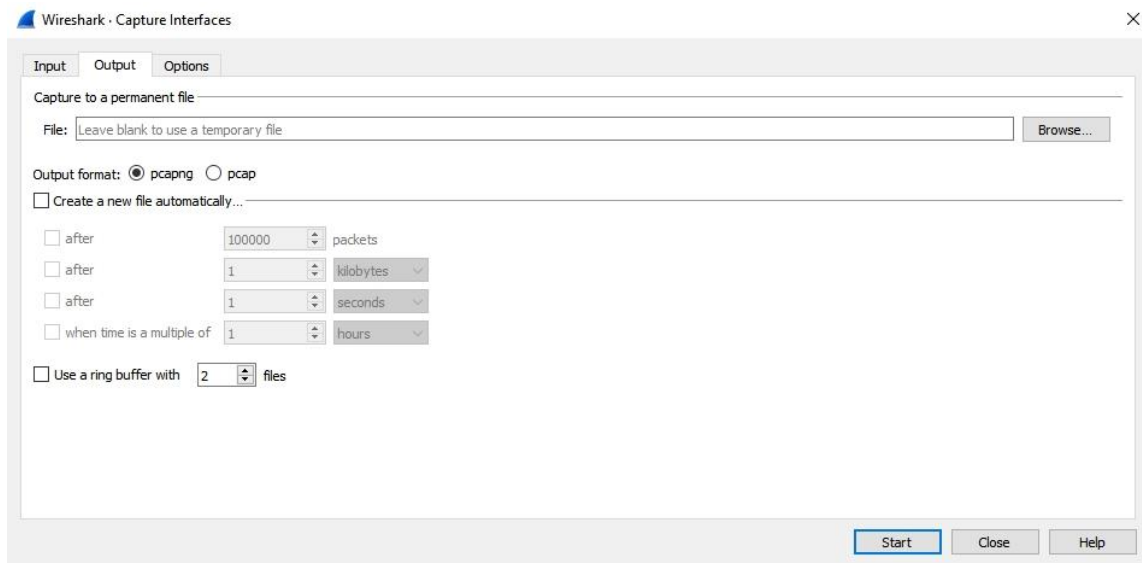 Wireshark · Capture Interfaces
Input Output Options
Capture to a permanent file
File: Leave blank to use a temporary file Browse...
Output format: pcapng pcap
Create a new file automatically...
after 100000 packets
after 1 kilobytes
after 1 seconds
when time is a multiple of 1 hours
Use a ring buffer with 2 files
Start Close Help